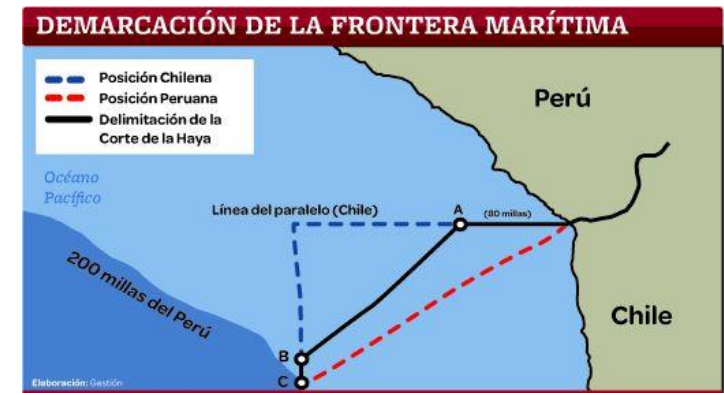 DEMARCACIÓN DE LA FRONTERA MARÍTIMA
Posición Chilena
Posición Peruana
Delimitación de la
Corte de la Haya
Perú
Océano
Pacífico
Línea del paralelo (Chile)
A
(80 millas)
200 millas del Perú
Chile
B
C
Elaboración: Gestión